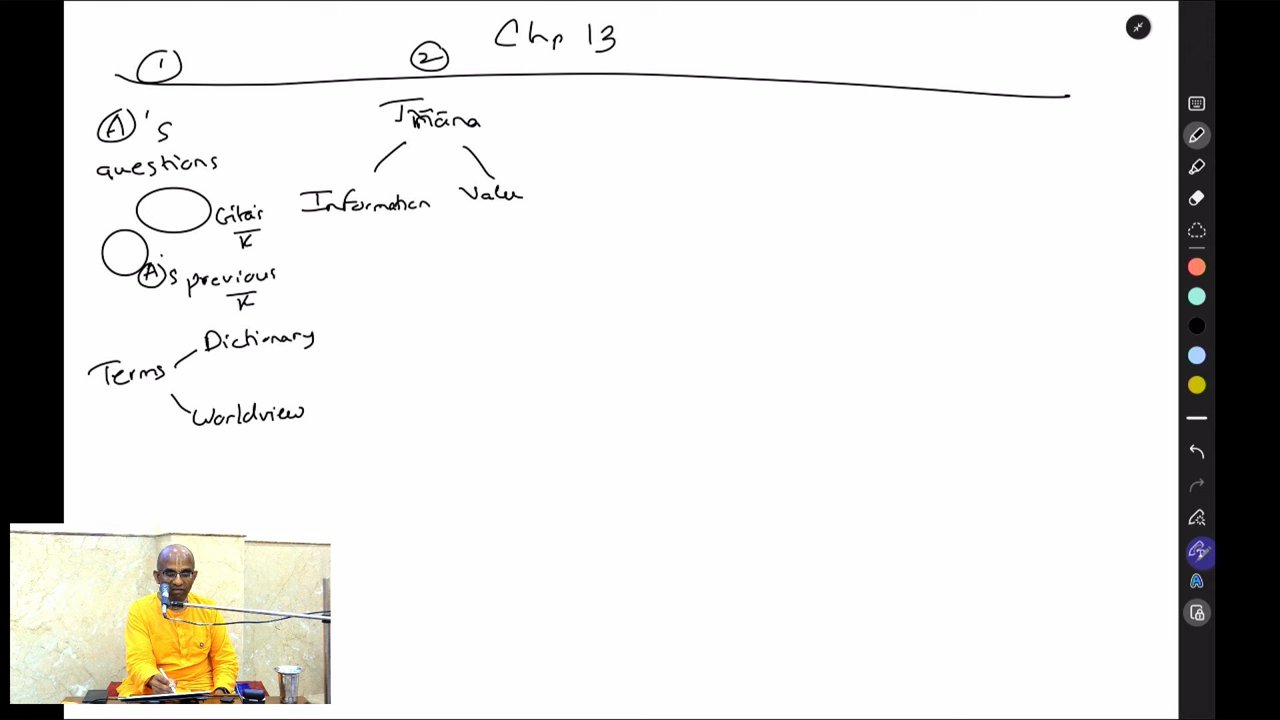 Chp 13
1
2
A's
questions
Gita's
K
A's previous
K
Terms
Dictionary
Worldview
Jñāna
Information
Value